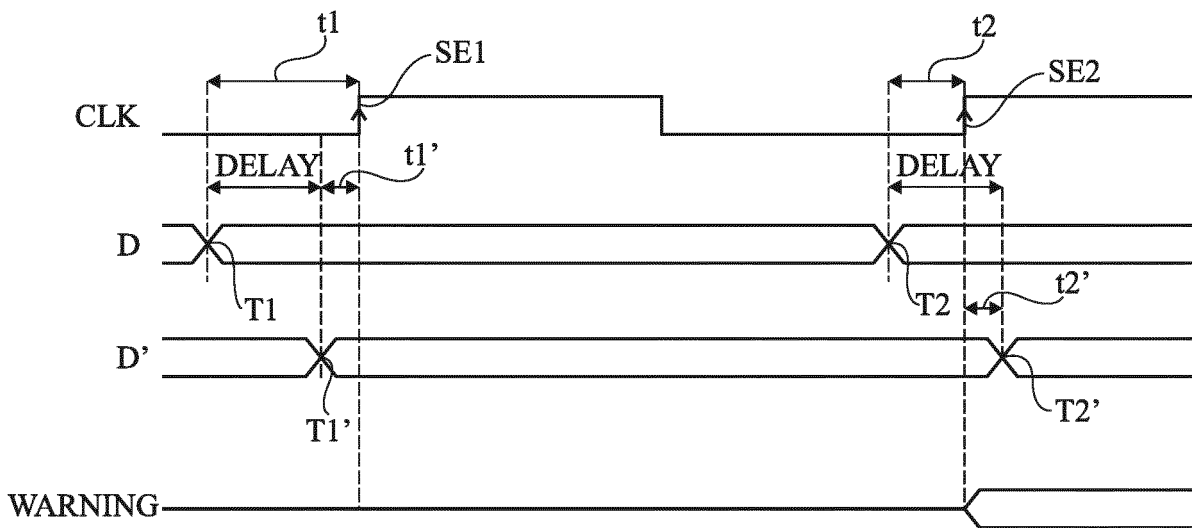 t1
SE1
t2
SE2
CLK
DELAY
t1’
DELAY
D
T1
T2
t2’
D’
T1’
T2’
WARNING